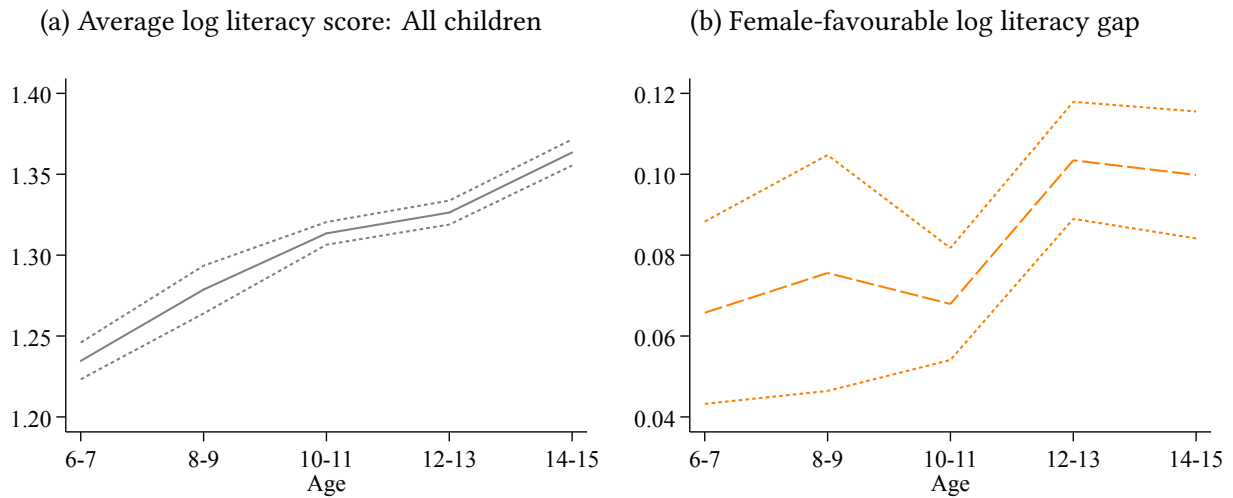 (a) Average log literacy score: All children
1.40
1.35
1.30
1.25
1.20
6-7 8-9 10-11 12-13 14-15
Age
(b) Female-favourable log literacy gap
0.12
0.10
0.08
0.06
0.04
6-7 8-9 10-11 12-13 14-15
Age